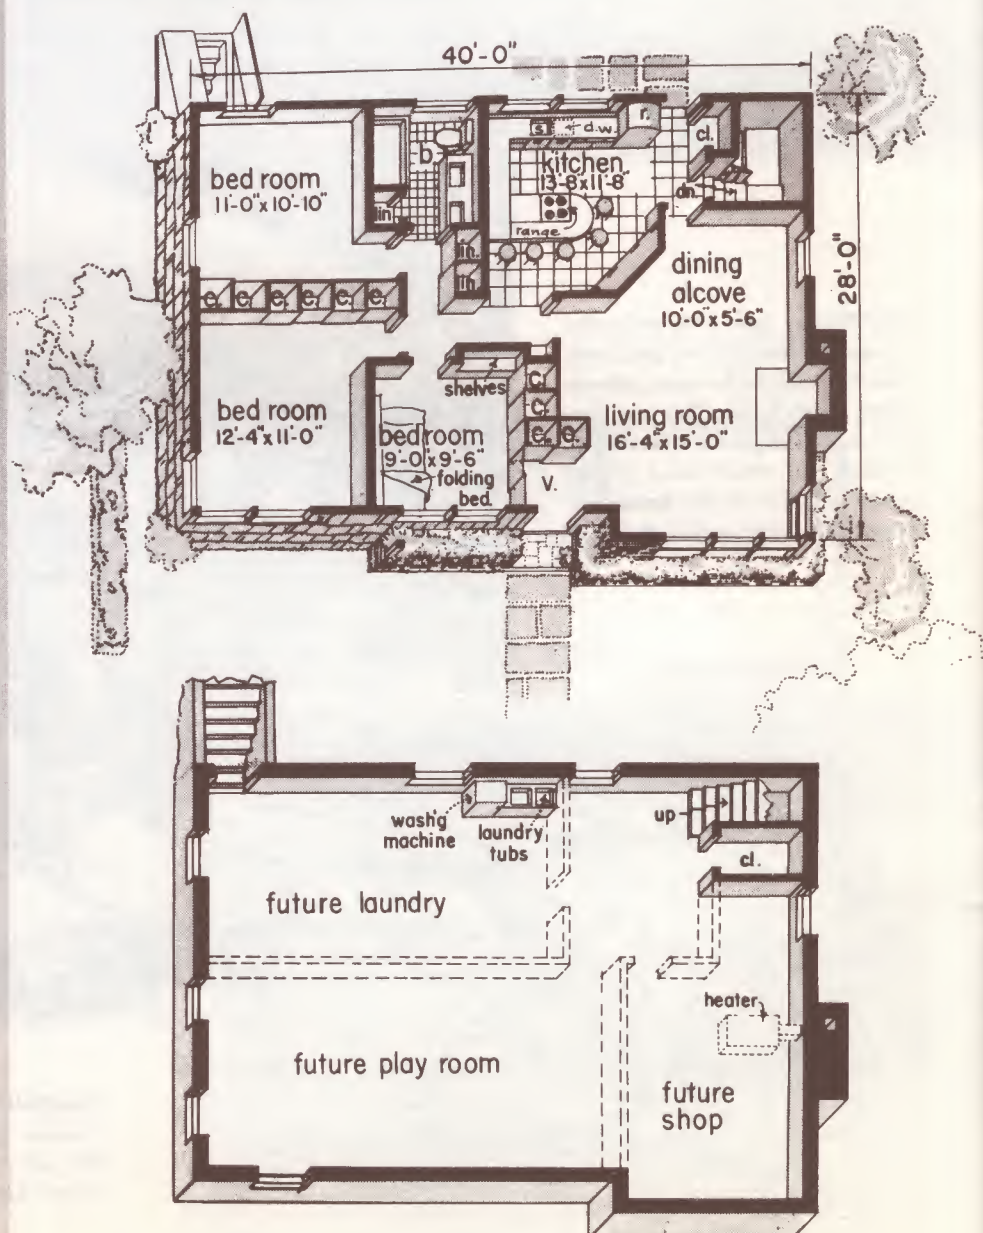 40'-0"
bed room
11'-0"x10'-10"
b.
lin.
s
d.w.
r.
kitchen
13'-8x11'-8"
range
cl.
dn.
lin.
lin.
dining
alcove
10'-0"x5'-6"
28'-0"
c. c. c. c. c. c.
bed room
12'-4"x11'-0"
shelves
bedroom
9'-0"x9'-6"
folding
bed
c.
c.
c. c.
v.
living room
16'-4"x15'-0"
wash'g
machine
laundry
tubs
up
cl.
future laundry
heater
future play room
future
shop